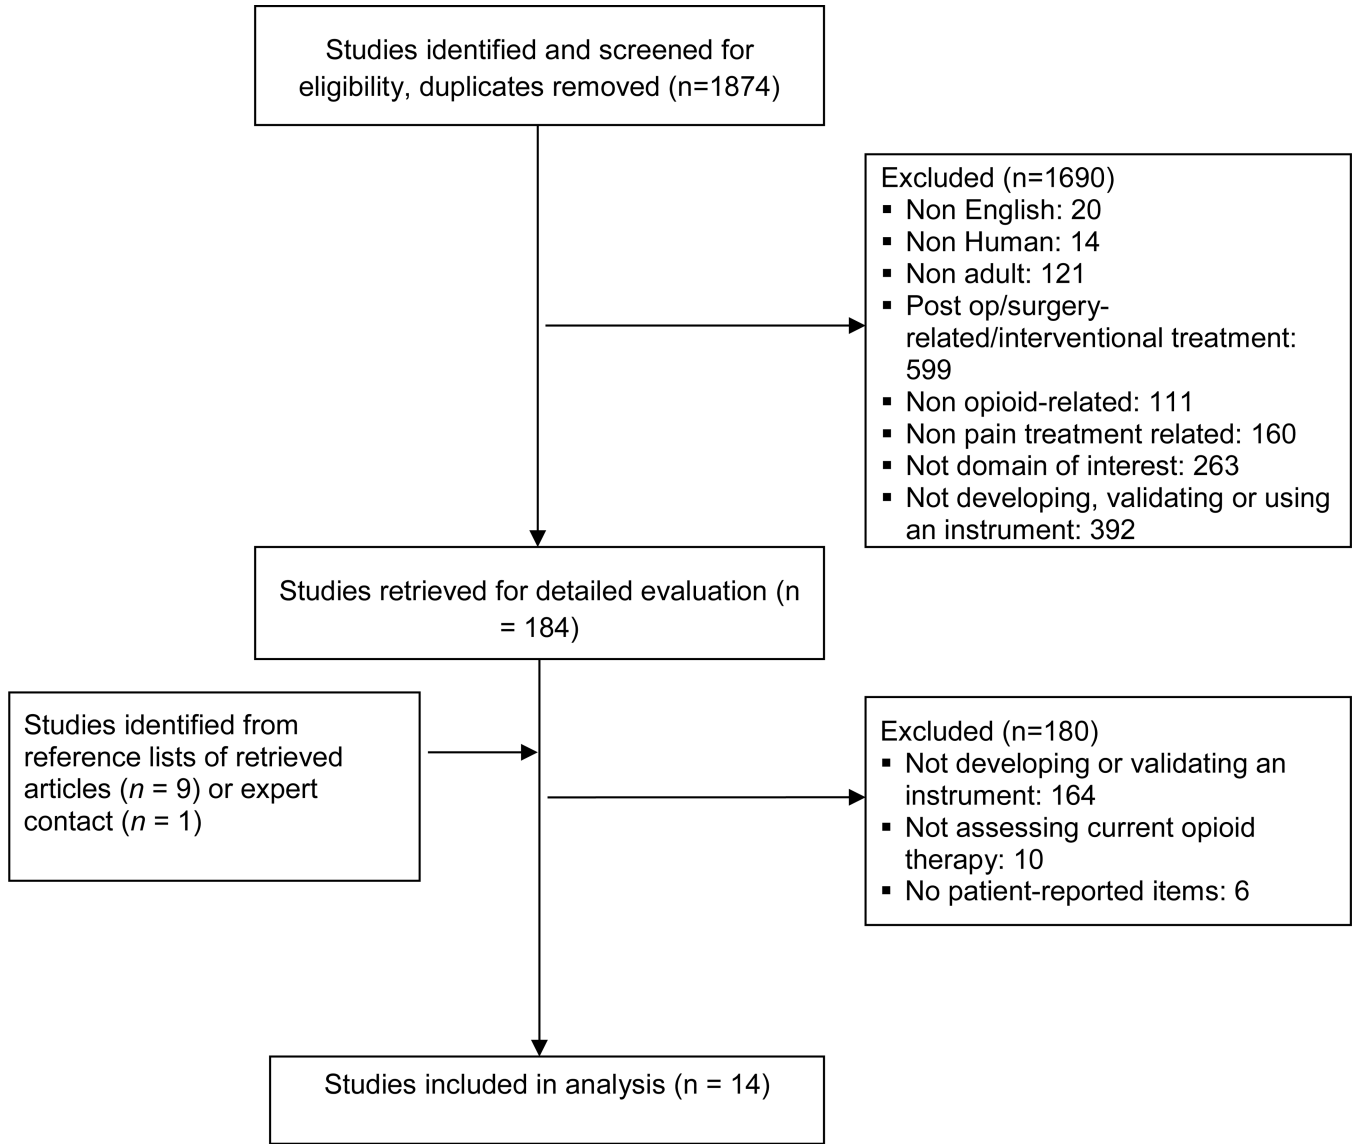 Studies identified and screened for
eligibility, duplicates removed (n=1874)
Excluded (n=1690)
▪ Non English: 20
▪ Non Human: 14
▪ Non adult: 121
▪ Post op/surgery-
related/interventional treatment:
599
▪ Non opioid-related: 111
▪ Non pain treatment related: 160
▪ Not domain of interest: 263
▪ Not developing, validating or using
an instrument: 392
Studies retrieved for detailed evaluation (n
= 184)
Studies identified from
reference lists of retrieved
articles (n = 9) or expert
contact (n = 1)
Excluded (n=180)
▪ Not developing or validating an
instrument: 164
▪ Not assessing current opioid
therapy: 10
▪ No patient-reported items: 6
Studies included in analysis (n = 14)